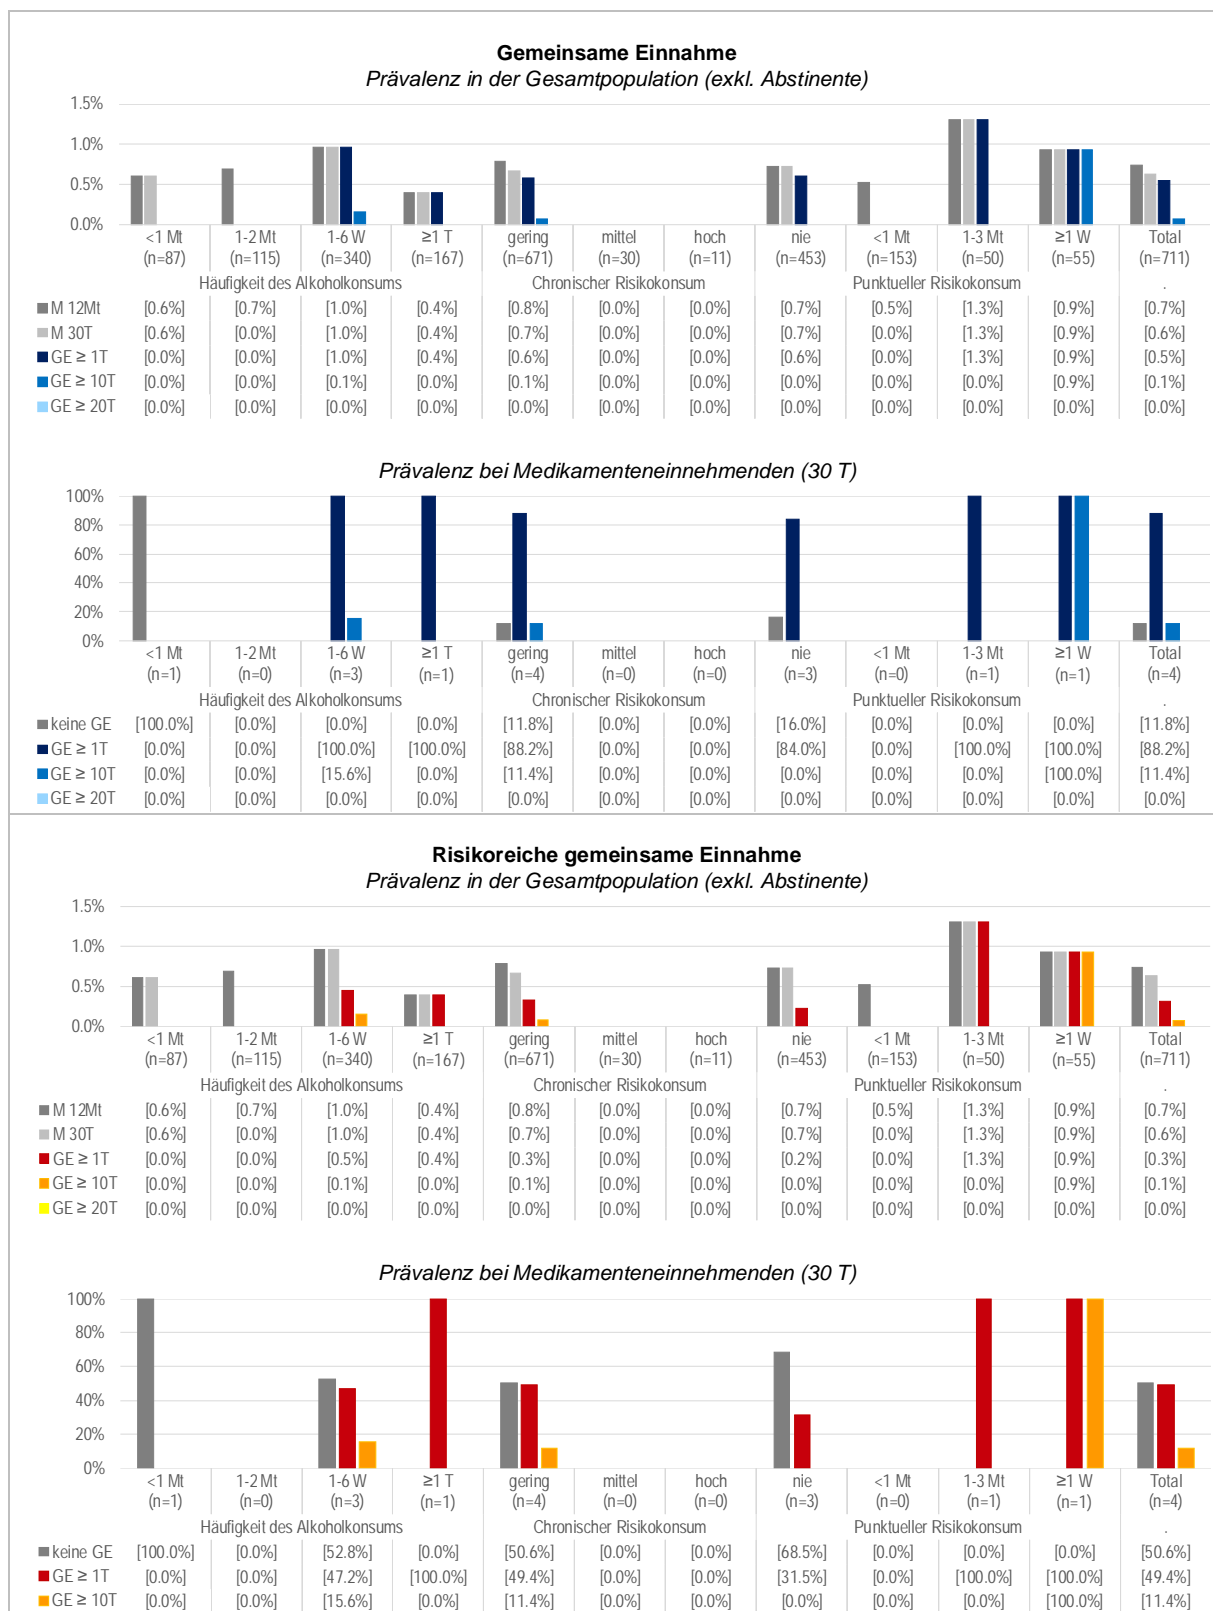 Gemeinsame Einnahme
Prävalenz in der Gesamtpopulation (exkl. Abstinente)
1.5%
1.0%
0.5%
0.0%
<1 Mt 1-2 Mt 1-6 W ≥1 T gering mittel hoch nie <1 Mt 1-3 Mt ≥1 W Total
(n=87) (n=115) (n=340) (n=167) (n=671) (n=30) (n=11) (n=453) (n=153) (n=50) (n=55) (n=711)
Häufigkeit des Alkoholkonsums Chronischer Risikokonsum Punktueller Risikokonsum .
M 12Mt [0.6%] [0.7%] [1.0%] [0.4%] [0.8%] [0.0%] [0.0%] [0.7%] [0.5%] [1.3%] [0.9%] [0.7%]
M 30T [0.6%] [0.0%] [1.0%] [0.4%] [0.7%] [0.0%] [0.0%] [0.7%] [0.0%] [1.3%] [0.9%] [0.6%]
GE ≥ 1T [0.0%] [0.0%] [1.0%] [0.4%] [0.6%] [0.0%] [0.0%] [0.6%] [0.0%] [1.3%] [0.9%] [0.5%]
GE ≥ 10T [0.0%] [0.0%] [0.1%] [0.0%] [0.1%] [0.0%] [0.0%] [0.0%] [0.0%] [0.0%] [0.9%] [0.1%]
GE ≥ 20T [0.0%] [0.0%] [0.0%] [0.0%] [0.0%] [0.0%] [0.0%] [0.0%] [0.0%] [0.0%] [0.0%] [0.0%]
Prävalenz bei Medikamenteneinnehmenden (30 T)
100%
80%
60%
40%
20%
0%
<1 Mt 1-2 Mt 1-6 W ≥1 T gering mittel hoch nie <1 Mt 1-3 Mt ≥1 W Total
(n=1) (n=0) (n=3) (n=1) (n=4) (n=0) (n=0) (n=3) (n=0) (n=1) (n=1) (n=4)
Häufigkeit des Alkoholkonsums Chronischer Risikokonsum Punktueller Risikokonsum .
keine GE [100.0%] [0.0%] [0.0%] [0.0%] [11.8%] [0.0%] [0.0%] [16.0%] [0.0%] [0.0%] [0.0%] [11.8%]
GE ≥ 1T [0.0%] [0.0%] [100.0%] [100.0%] [88.2%] [0.0%] [0.0%] [84.0%] [0.0%] [100.0%] [100.0%] [88.2%]
GE ≥ 10T [0.0%] [0.0%] [15.6%] [0.0%] [11.4%] [0.0%] [0.0%] [0.0%] [0.0%] [0.0%] [100.0%] [11.4%]
GE ≥ 20T [0.0%] [0.0%] [0.0%] [0.0%] [0.0%] [0.0%] [0.0%] [0.0%] [0.0%] [0.0%] [0.0%] [0.0%]
Risikoreiche gemeinsame Einnahme
Prävalenz in der Gesamtpopulation (exkl. Abstinente)
1.5%
1.0%
0.5%
0.0%
<1 Mt 1-2 Mt 1-6 W ≥1 T gering mittel hoch nie <1 Mt 1-3 Mt ≥1 W Total
(n=87) (n=115) (n=340) (n=167) (n=671) (n=30) (n=11) (n=453) (n=153) (n=50) (n=55) (n=711)
Häufigkeit des Alkoholkonsums Chronischer Risikokonsum Punktueller Risikokonsum .
M 12Mt [0.6%] [0.7%] [1.0%] [0.4%] [0.8%] [0.0%] [0.0%] [0.7%] [0.5%] [1.3%] [0.9%] [0.7%]
M 30T [0.6%] [0.0%] [1.0%] [0.4%] [0.7%] [0.0%] [0.0%] [0.7%] [0.0%] [1.3%] [0.9%] [0.6%]
GE ≥ 1T [0.0%] [0.0%] [0.5%] [0.4%] [0.3%] [0.0%] [0.0%] [0.2%] [0.0%] [1.3%] [0.9%] [0.3%]
GE ≥ 10T [0.0%] [0.0%] [0.1%] [0.0%] [0.1%] [0.0%] [0.0%] [0.0%] [0.0%] [0.0%] [0.9%] [0.1%]
GE ≥ 20T [0.0%] [0.0%] [0.0%] [0.0%] [0.0%] [0.0%] [0.0%] [0.0%] [0.0%] [0.0%] [0.0%] [0.0%]
Prävalenz bei Medikamenteneinnehmenden (30 T)
100%
80%
60%
40%
20%
0%
<1 Mt 1-2 Mt 1-6 W ≥1 T gering mittel hoch nie <1 Mt 1-3 Mt ≥1 W Total
(n=1) (n=0) (n=3) (n=1) (n=4) (n=0) (n=0) (n=3) (n=0) (n=1) (n=1) (n=4)
Häufigkeit des Alkoholkonsums Chronischer Risikokonsum Punktueller Risikokonsum .
keine GE [100.0%] [0.0%] [52.8%] [0.0%] [50.6%] [0.0%] [0.0%] [68.5%] [0.0%] [0.0%] [0.0%] [50.6%]
GE ≥ 1T [0.0%] [0.0%] [47.2%] [100.0%] [49.4%] [0.0%] [0.0%] [31.5%] [0.0%] [100.0%] [100.0%] [49.4%]
GE ≥ 10T [0.0%] [0.0%] [15.6%] [0.0%] [11.4%] [0.0%] [0.0%] [0.0%] [0.0%] [0.0%] [100.0%] [11.4%]